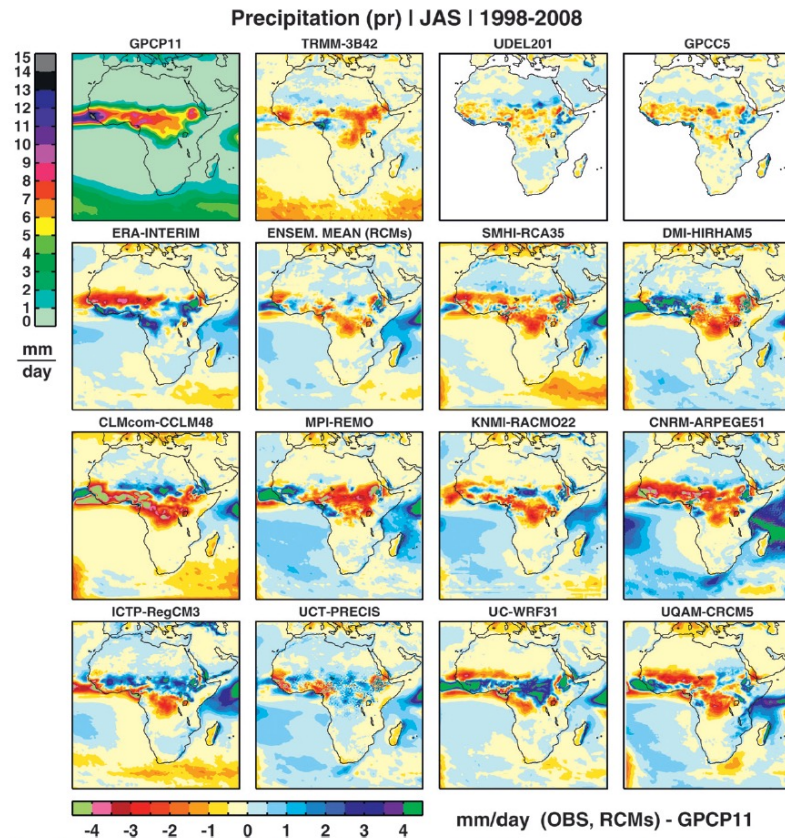 Precipitation (pr) | JAS | 1998-2008
GPCP11
TRMM-3B42
UDEL201
GPCC5
15
14
13
12
11
10
9
8
7
6
5
4
3
2
1
0
mm
day
ERA-INTERIM
ENSEM. MEAN (RCMs)
SMHI-RCA35
DMI-HIRHAM5
CLMcom-CCLM48
MPI-REMO
KNMI-RACMO22
CNRM-ARPEGE51
ICTP-RegCM3
UCT-PRECIS
UC-WRF31
UQAM-CRCM5
-4 -3 -2 -1 0 1 2 3 4
mm/day (OBS, RCMs) - GPCP11